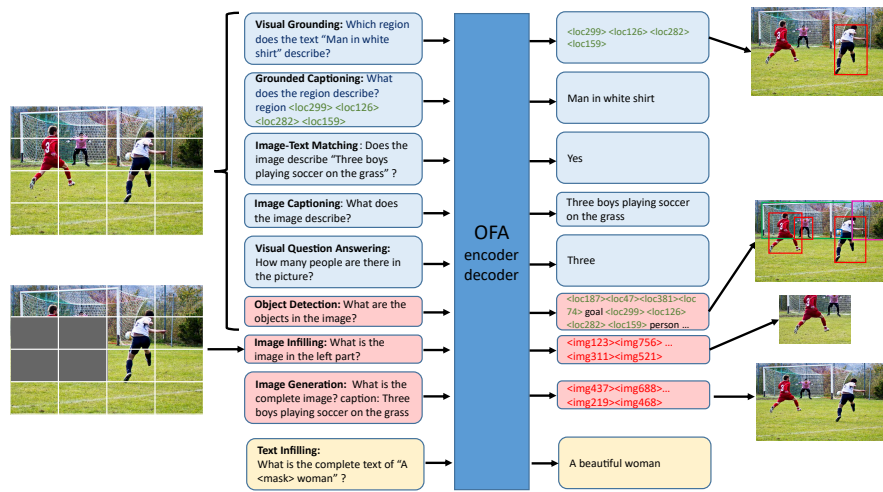 Visual Grounding: Which region
does the text “Man in white
shirt” describe?
<loc299> <loc126> <loc282>
<loc159>
Grounded Captioning: What
does the region describe?
region <loc299> <loc126>
<loc282> <loc159>
Man in white shirt
Image-Text Matching: Does the
image describe “Three boys
playing soccer on the grass” ?
Yes
Image Captioning: What does
the image describe?
Three boys playing soccer
on the grass
Visual Question Answering:
How many people are there in
the picture?
Three
OFA
encoder
decoder
Object Detection: What are the
objects in the image?
<loc187><loc47><loc381><loc
74> goal <loc299> <loc126>
<loc282> <loc159> person ...
Image Infilling: What is the
image in the left part?
<img123><img756> ...
<img311><img521>
Image Generation: What is the
complete image? caption: Three
boys playing soccer on the grass
<img437><img688>...
<img219><img468>
Text Infilling:
What is the complete text of “A
<mask> woman” ?
A beautiful woman